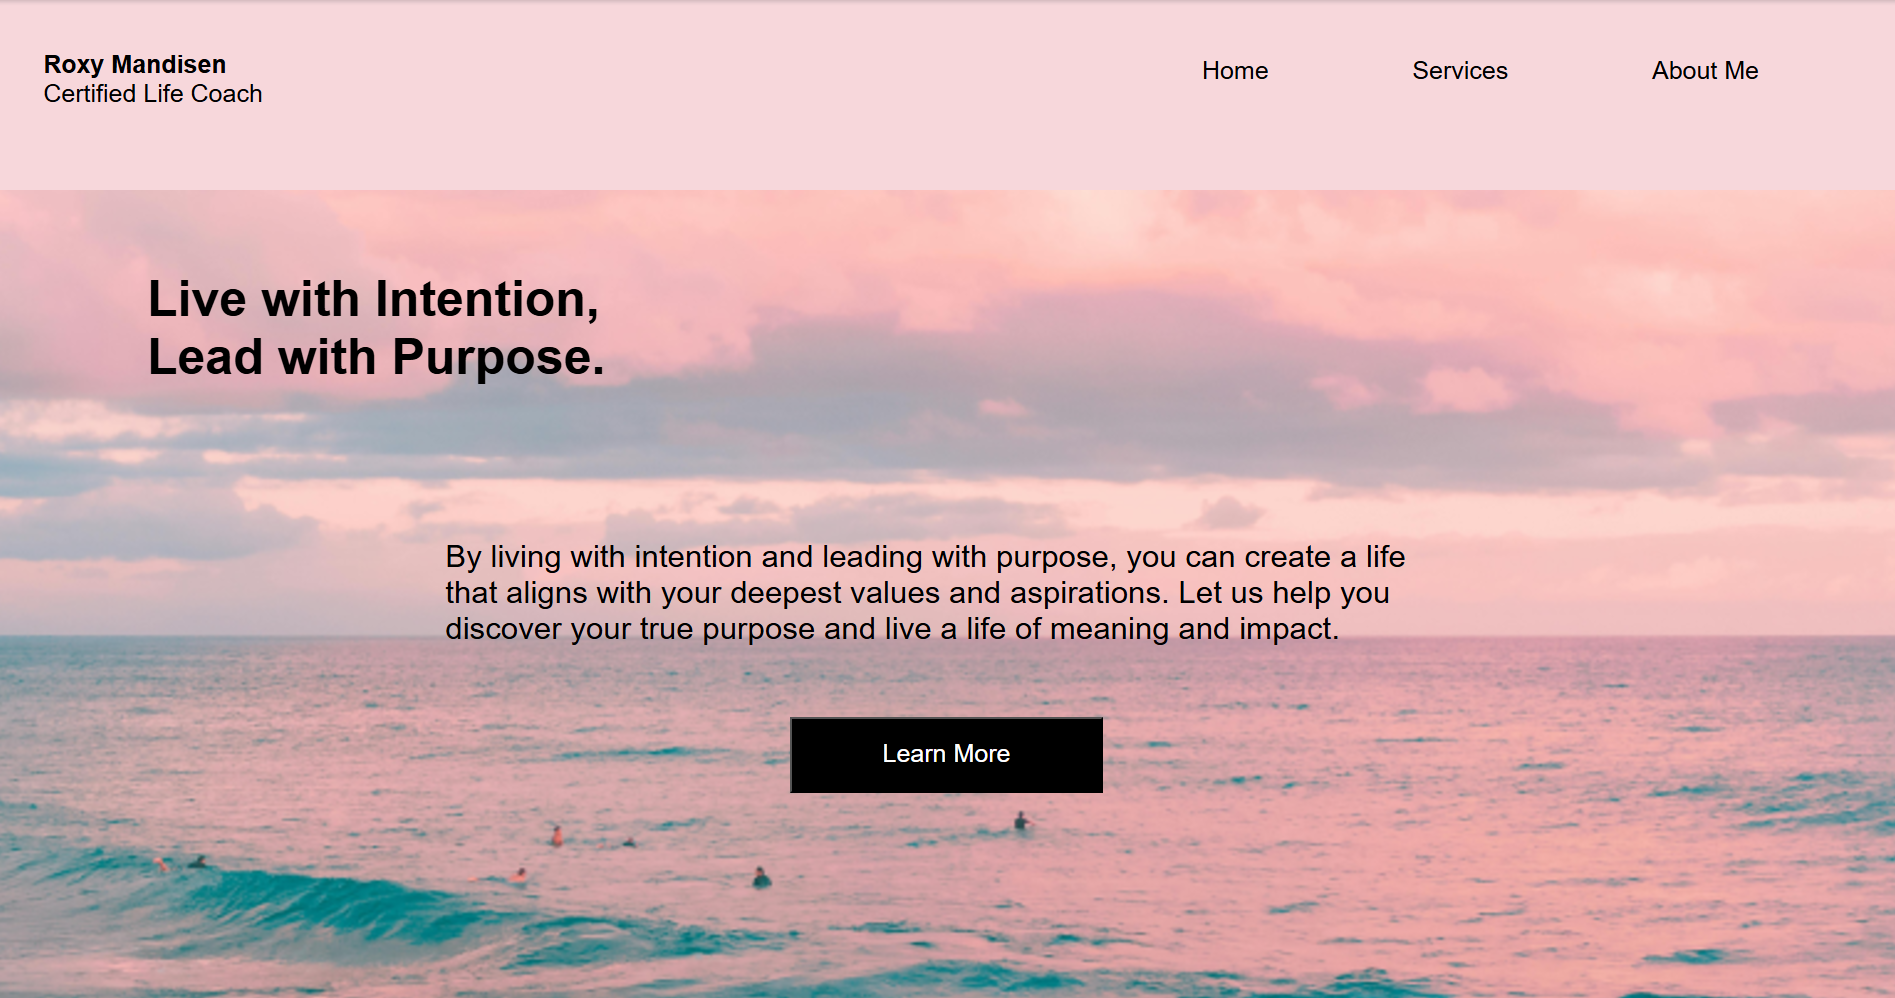 Roxy Mandisen
Certified Life Coach
Home
Services
About Me
Live with Intention,
Lead with Purpose.
By living with intention and leading with purpose, you can create a life
that aligns with your deepest values and aspirations. Let us help you
discover your true purpose and live a life of meaning and impact.
Learn More